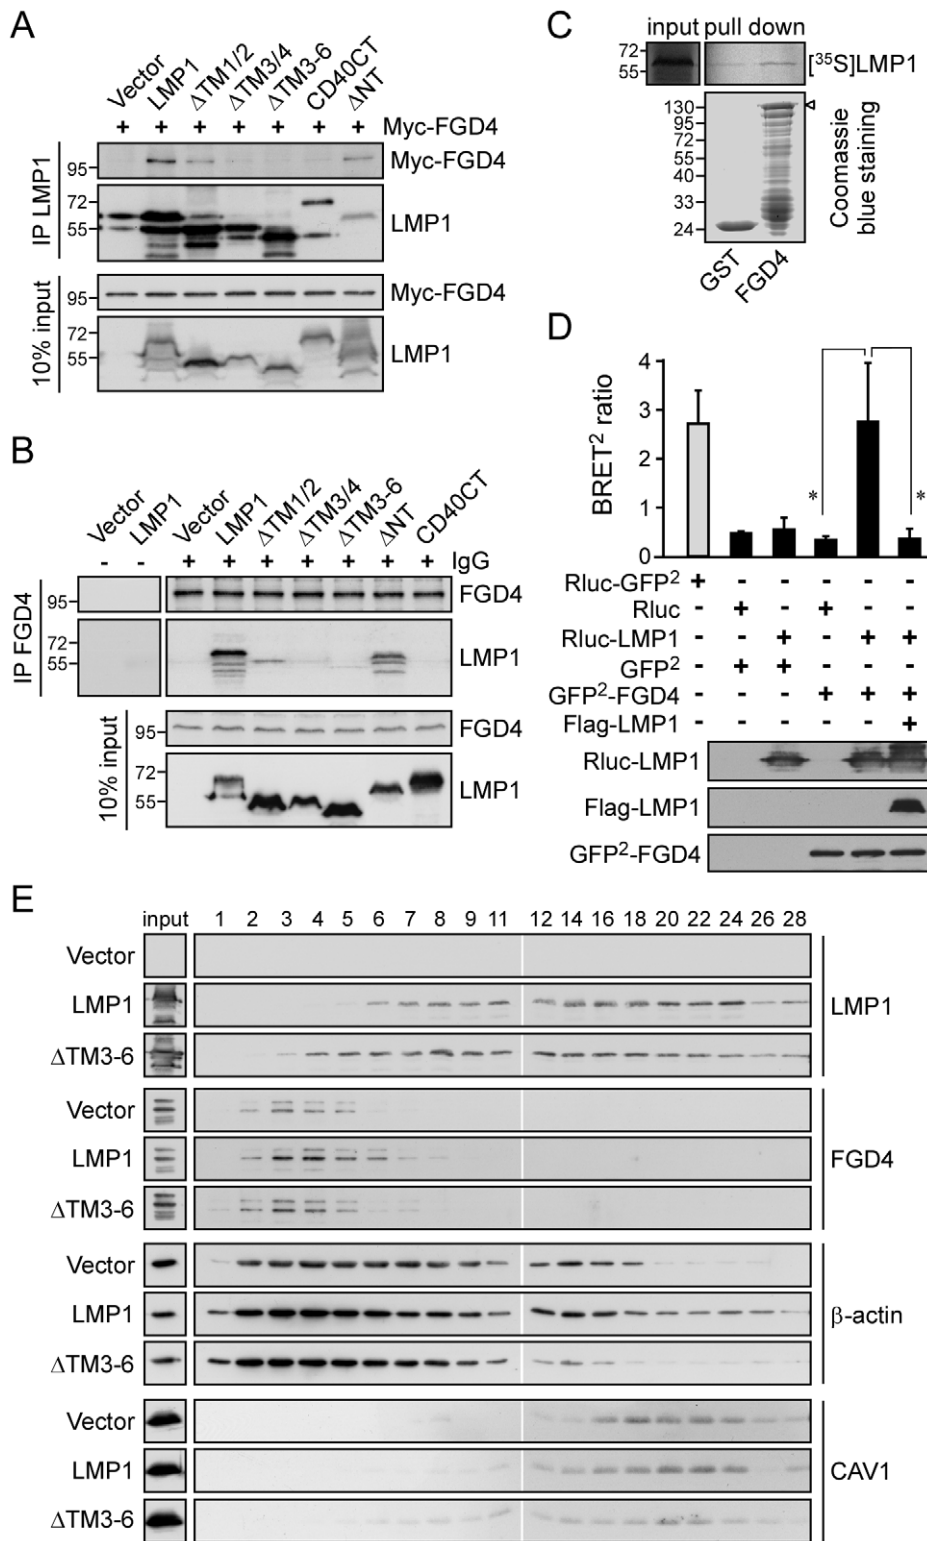 A
Vector LMP1 ΔTM1/2 ΔTM3/4 ΔTM3-6 CD40CT ΔNT
+ + + + + + + Myc-FGD4
IP LMP1
95 Myc-FGD4
72
55
LMP1
10% input
95 Myc-FGD4
72
55
LMP1
B
Vector LMP1 Vector LMP1 ΔTM1/2 ΔTM3/4 ΔTM3-6 ΔNT CD40CT
- - + + + + + + + IgG
IP FGD4
95 FGD4
72
55
LMP1
10% input
95 FGD4
72
55
LMP1
C
input pull down
72
55
[35S]LMP1
130
95
72
55
40
33
24
Coomassie
blue staining
GST FGD4
D
BRET2 ratio
4
3
2
1
0
* *
Rluc-GFP2 + - - - - -
Rluc - + - + - -
Rluc-LMP1 - - + - + +
GFP2 - + + - - -
GFP2-FGD4 - - - + + +
Flag-LMP1 - - - - - +
Rluc-LMP1
Flag-LMP1
GFP2-FGD4
E
input 1 2 3 4 5 6 7 8 9 11 12 14 16 18 20 22 24 26 28
Vector
LMP1
ΔTM3-6
LMP1
Vector
LMP1
ΔTM3-6
FGD4
Vector
LMP1
ΔTM3-6
β-actin
Vector
LMP1
ΔTM3-6
CAV1